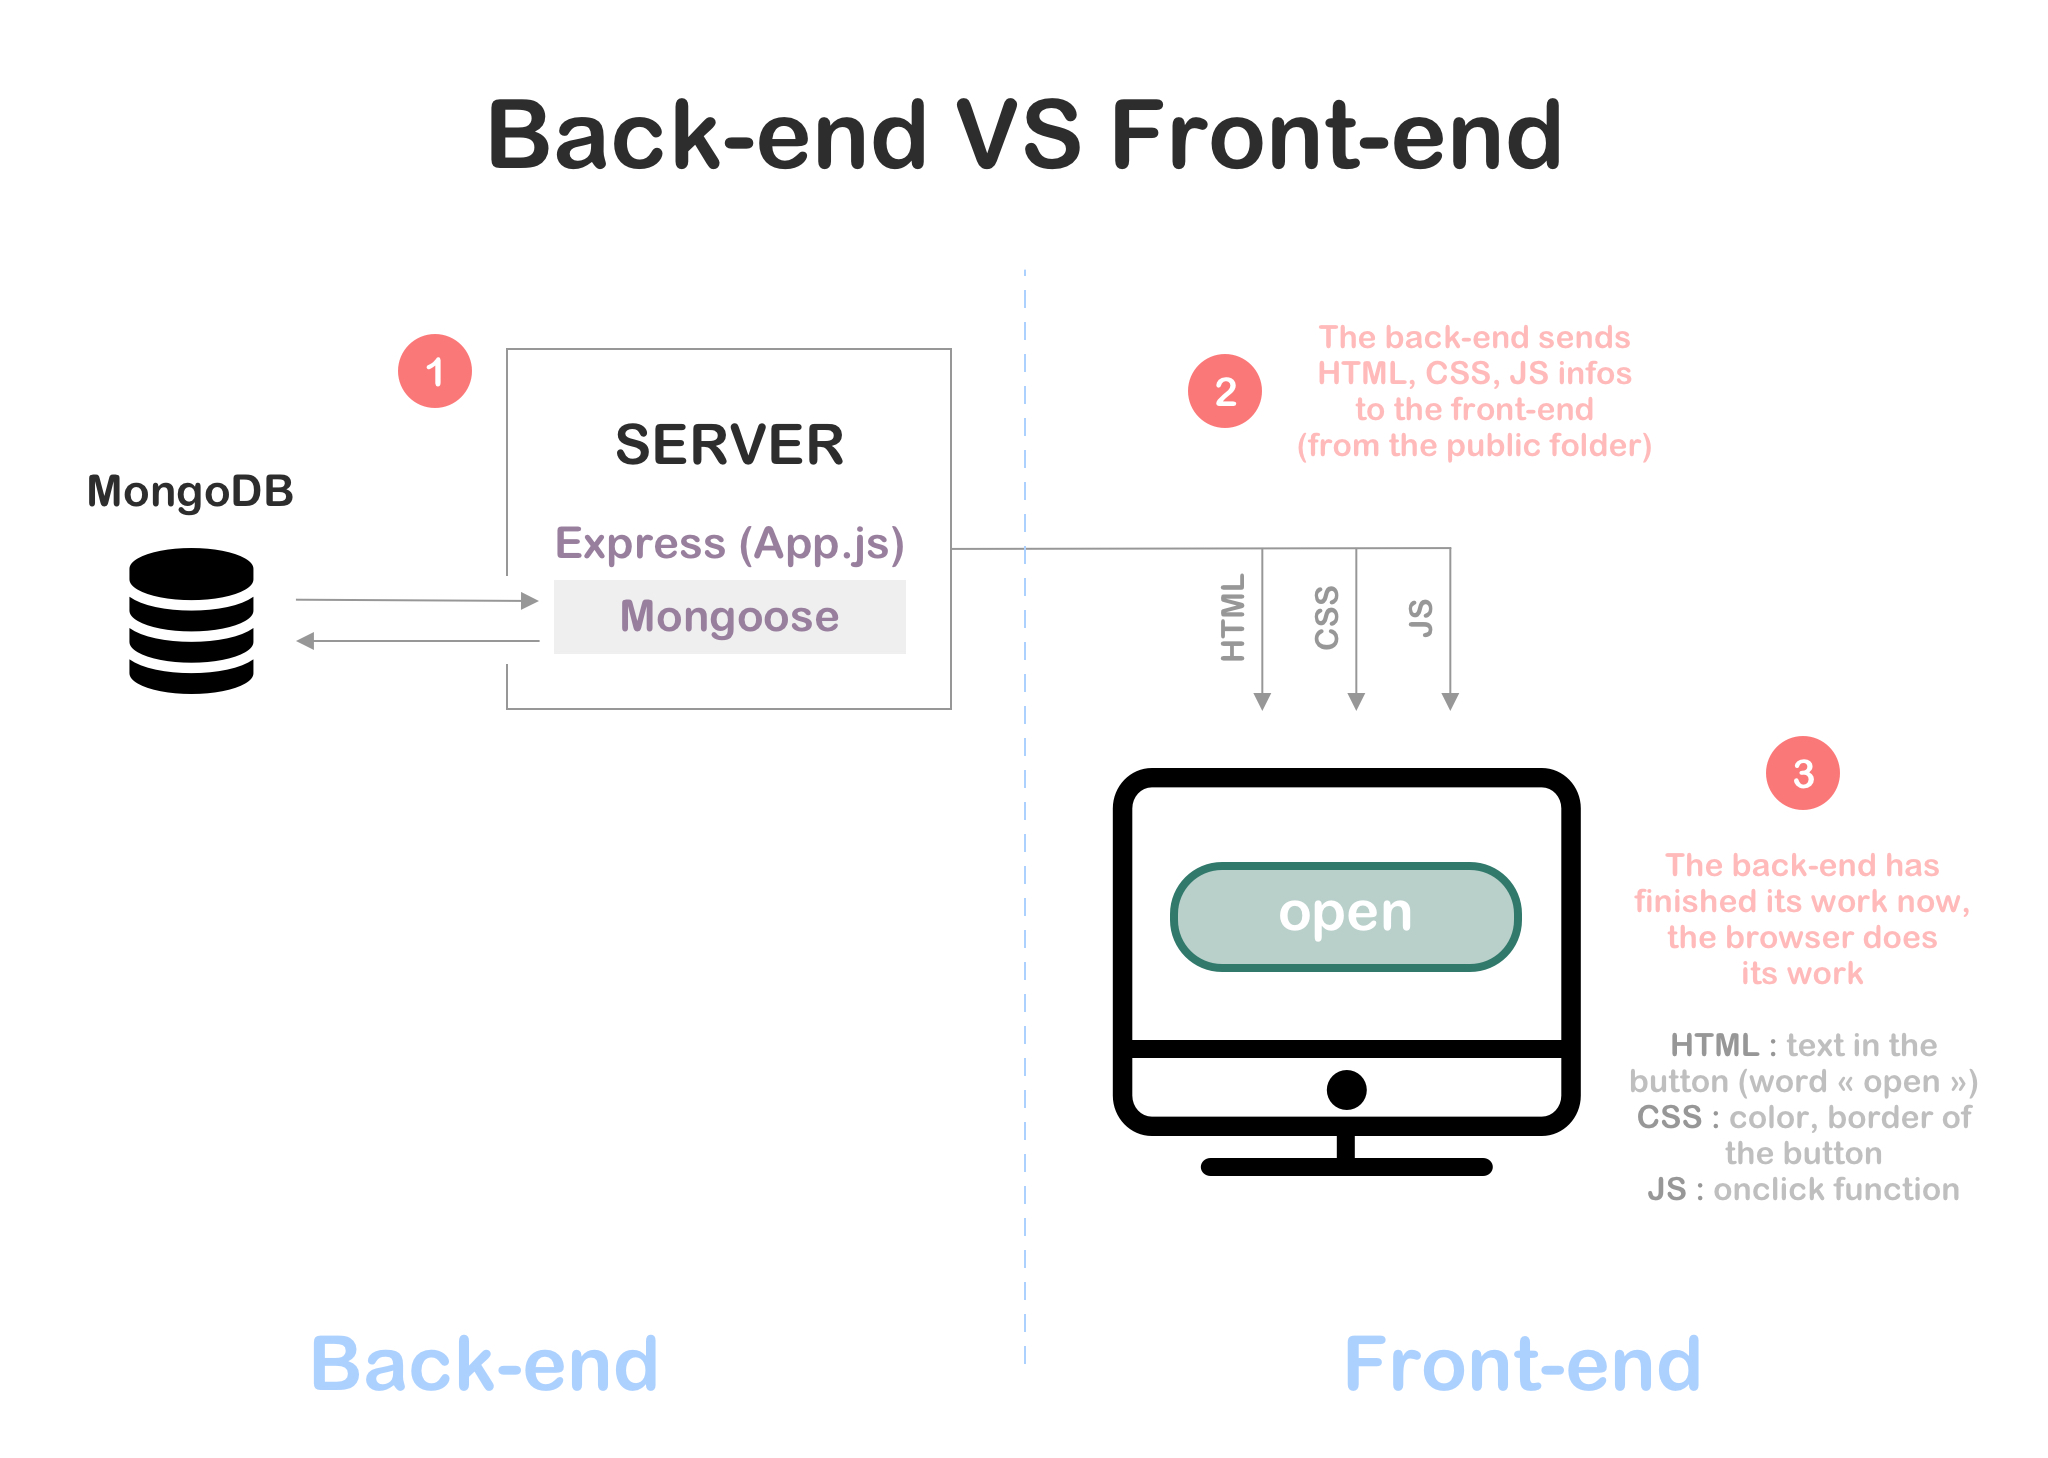 Back-end VS Front-end
1
SERVER
MongoDB
Express (App.js)
Mongoose
2
The back-end sends
HTML, CSS, JS infos
to the front-end
(from the public folder)
HTML
CSS
JS
open
3
The back-end has
finished its work now,
the browser does
its work
HTML : text in the
button (word « open »)
CSS : color, border of
the button
JS : onclick function
Back-end
Front-end